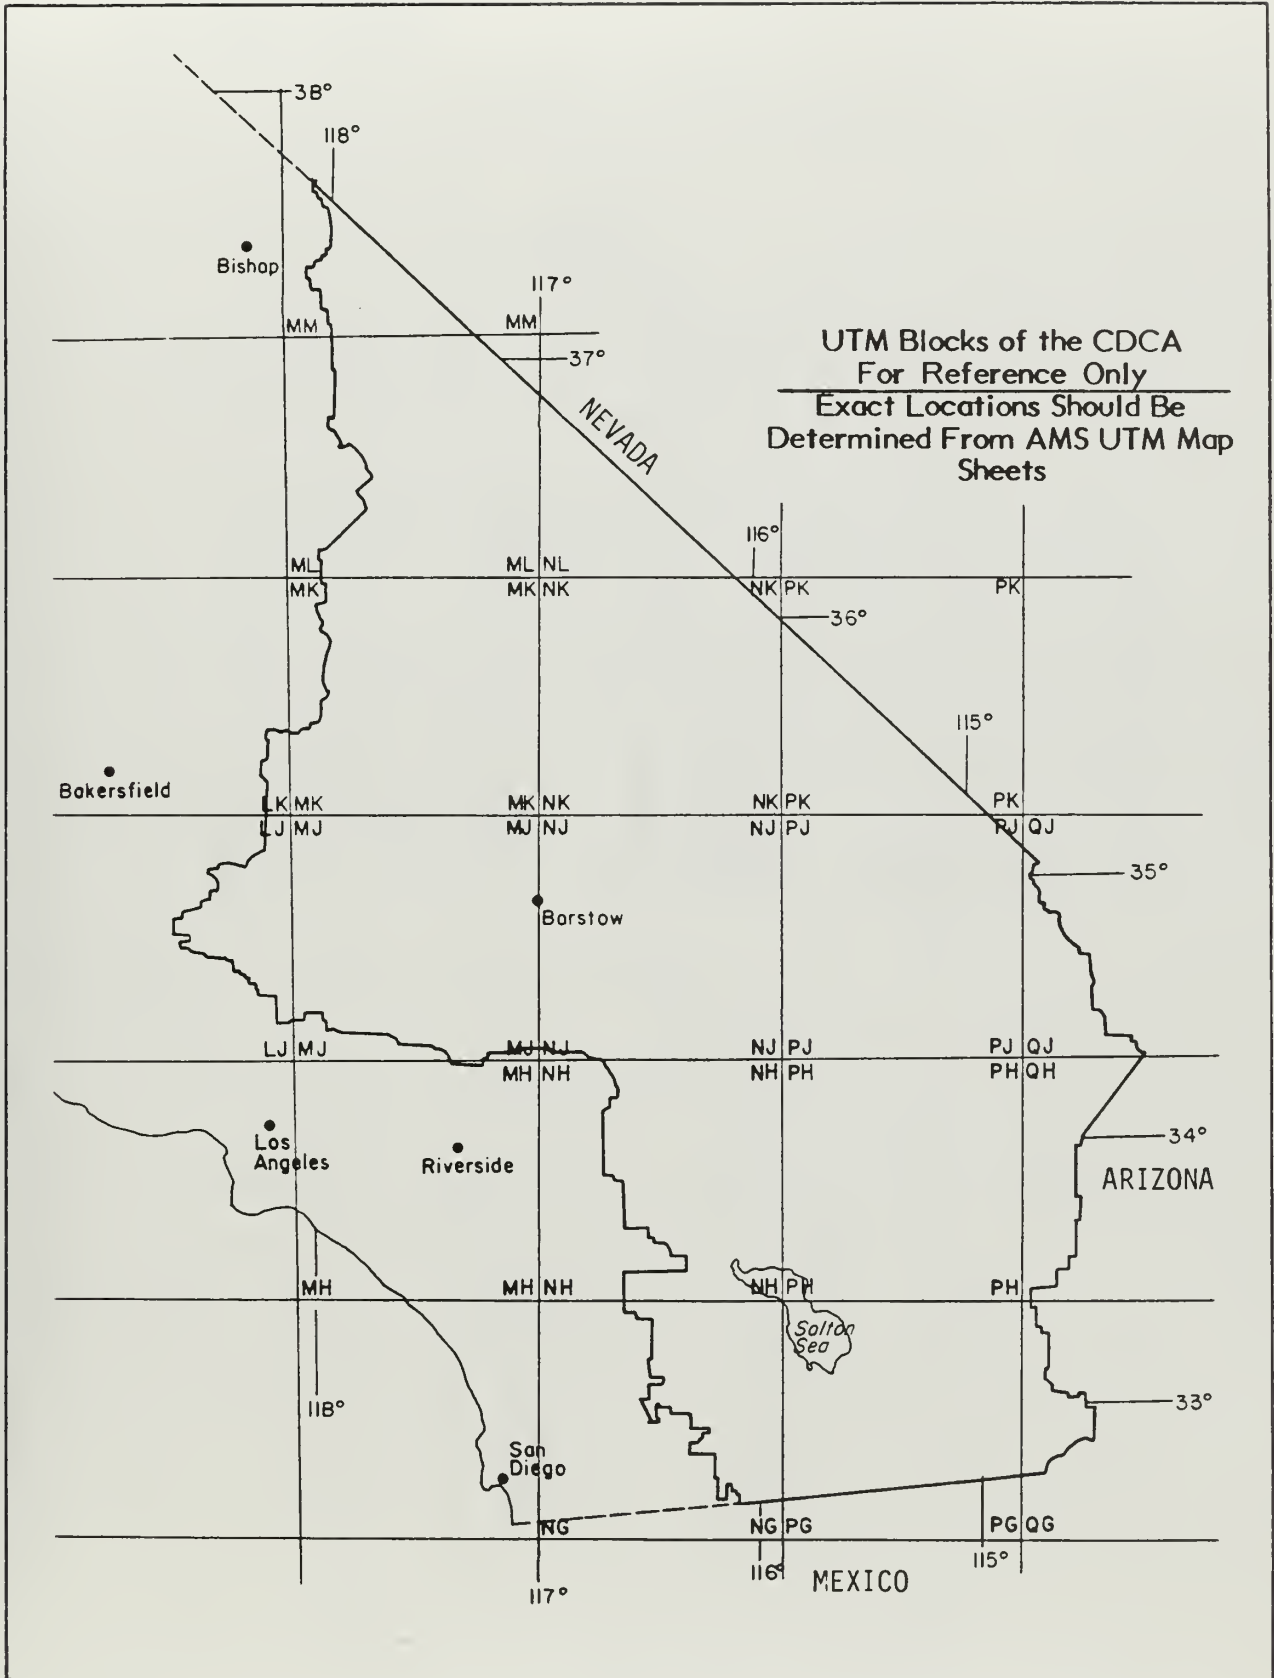 38°
118°
Bishop
117°
MM
MM
37°
UTM Blocks of the CDCA
For Reference Only
Exact Locations Should Be
Determined From AMS UTM Map
Sheets
NEVADA
116°
ML
ML NL
MK
MK NK
NK PK
PK
36°
115°
Bakersfield
LK MK
MK NK
NK PK
PK
LJ MJ
MJ NJ
NJ PJ
PJ QJ
35°
Barstow
LJ MJ
MJ NJ
NJ PJ
PJ QJ
MH NH
NH PH
PH QH
34°
Los
Angeles
Riverside
ARIZONA
MH
MH NH
NH PH
PH
Salton
Sea
118°
33°
San
Diego
NG
NG PG
PG QG
117°
116°
115°
MEXICO